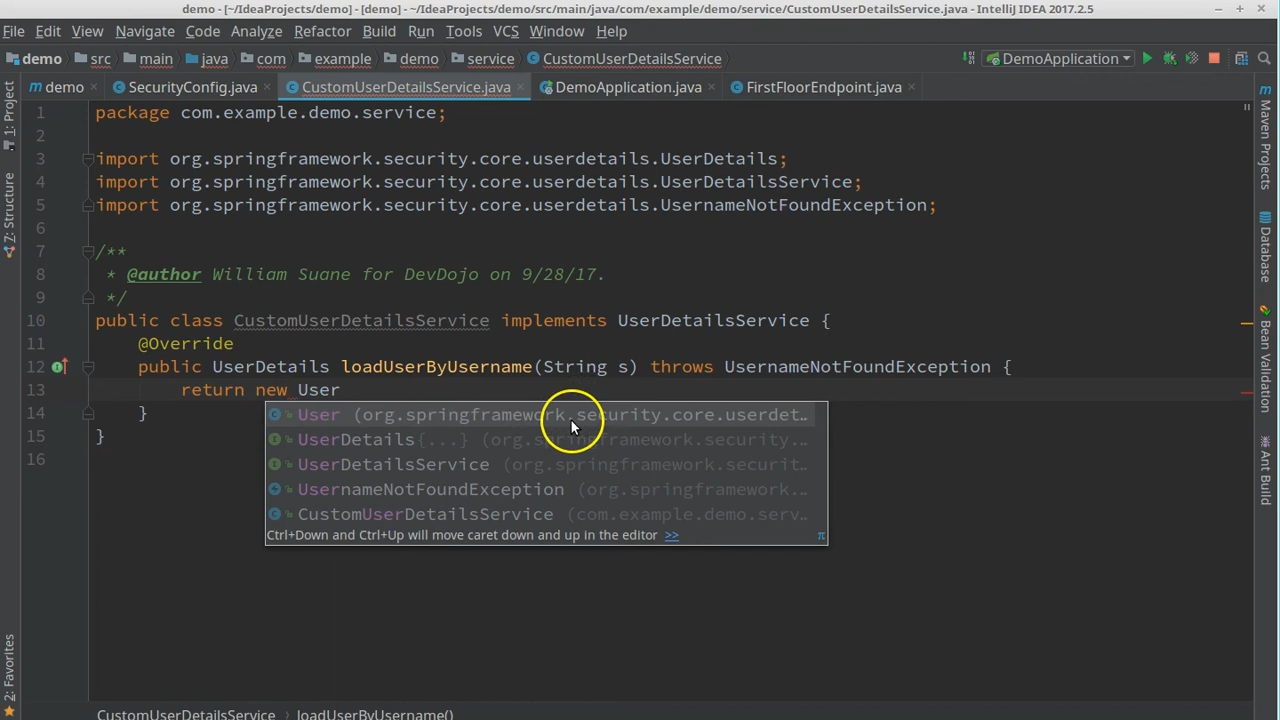 demo - [~/IdeaProjects/demo] - [demo] - ~/IdeaProjects/demo/src/main/java/com/example/demo/service/CustomUserDetailsService.java - IntelliJ IDEA 2017.2.5
File Edit View Navigate Code Analyze Refactor Build Run Tools VCS Window Help
demo src main java com example demo service CustomUserDetailsService DemoApplication
demo SecurityConfig.java CustomUserDetailsService.java DemoApplication.java FirstFloorEndpoint.java
1 package com.example.demo.service;
2
3 import org.springframework.security.core.userdetails.UserDetails;
4 import org.springframework.security.core.userdetails.UserDetailsService;
5 import org.springframework.security.core.userdetails.UsernameNotFoundException;
6
7 /**
8 * @author William Suane for DevDojo on 9/28/17.
9 */
10 public class CustomUserDetailsService implements UserDetailsService {
11 @Override
12 public UserDetails loadUserByUsername(String s) throws UsernameNotFoundException {
13 return new User
14 }
15 }
16
User (org.springframework.security.core.userdet…
UserDetails{...} (org.springframework.security...
UserDetailsService (org.springframework.securit…
UsernameNotFoundException (org.springframework...
CustomUserDetailsService (com.example.demo.serv…
Ctrl+Down and Ctrl+Up will move caret down and up in the editor >> π
CustomUserDetailsService › loadUserByUsername()
1: Project
7: Structure
2: Favorites
m Maven Projects
Database
Bean Validation
Ant Build